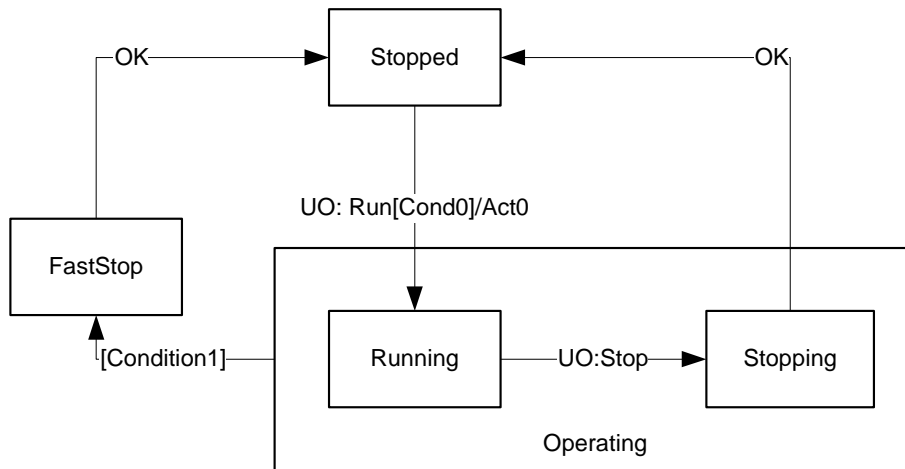 OK
Stopped
OK
UO: Run[Cond0]/Act0
FastStop
[Condition1]
Running
UO:Stop
Stopping
Operating